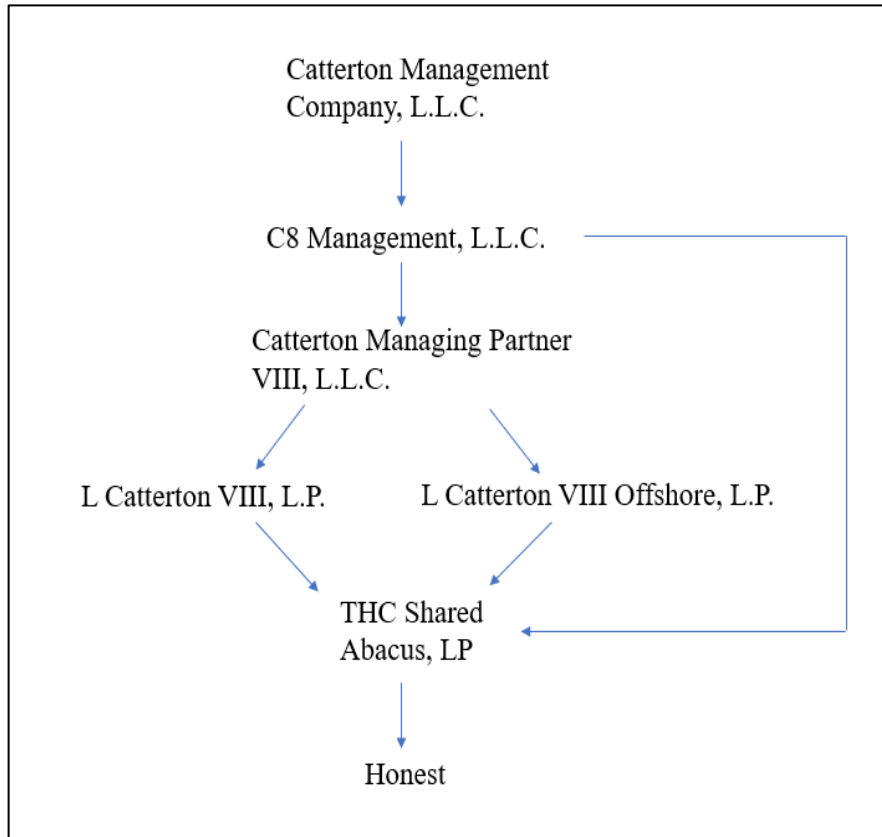 Catterton Management
Company, L.L.C.
C8 Management, L.L.C.
Catterton Managing Partner
VIII, L.L.C.
L Catterton VIII, L.P.
L Catterton VIII Offshore, L.P.
THC Shared
Abacus, LP
Honest